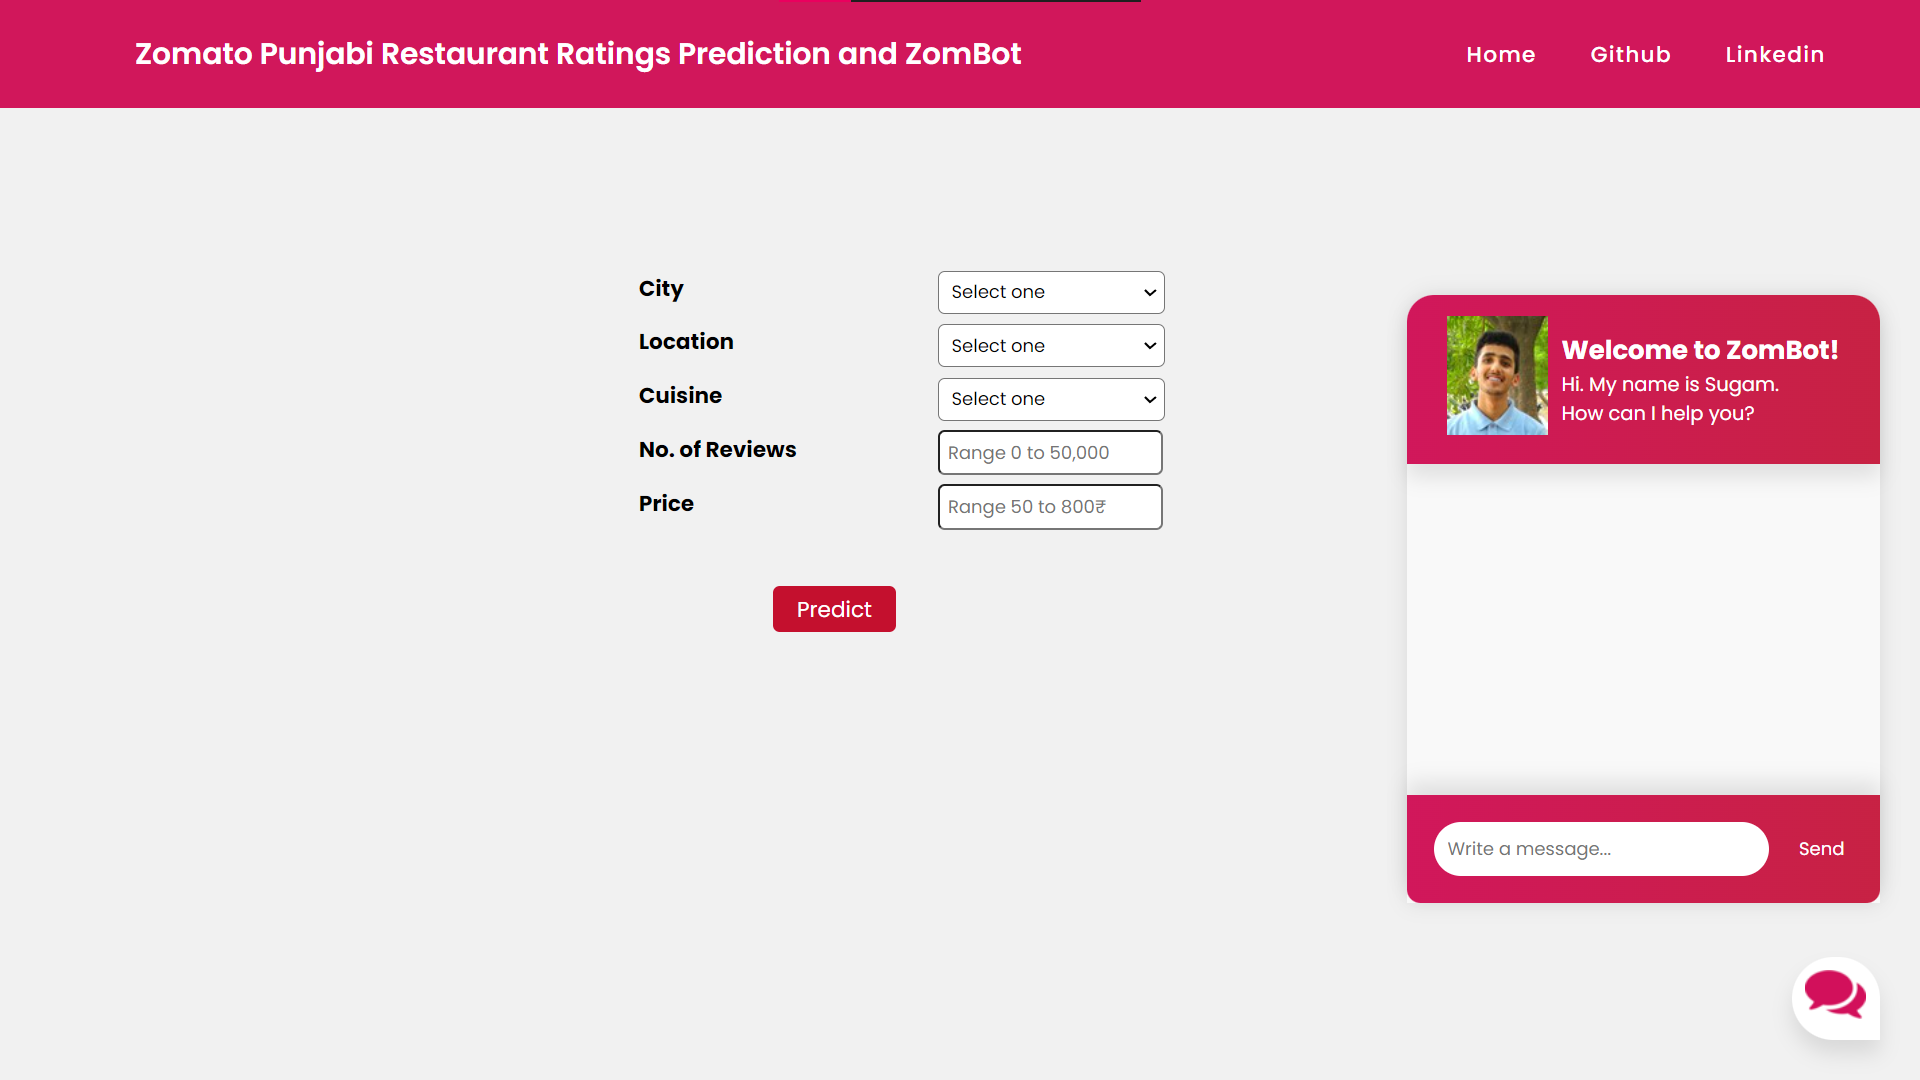 Zomato Punjabi Restaurant Ratings Prediction and ZomBot
Home
Github
Linkedin
City
Select one
Location
Select one
Cuisine
Select one
No. of Reviews
Range 0 to 50,000
Price
Range 50 to 800₹
Predict
Welcome to ZomBot!
Hi. My name is Sugam.
How can I help you?
Write a message...
Send